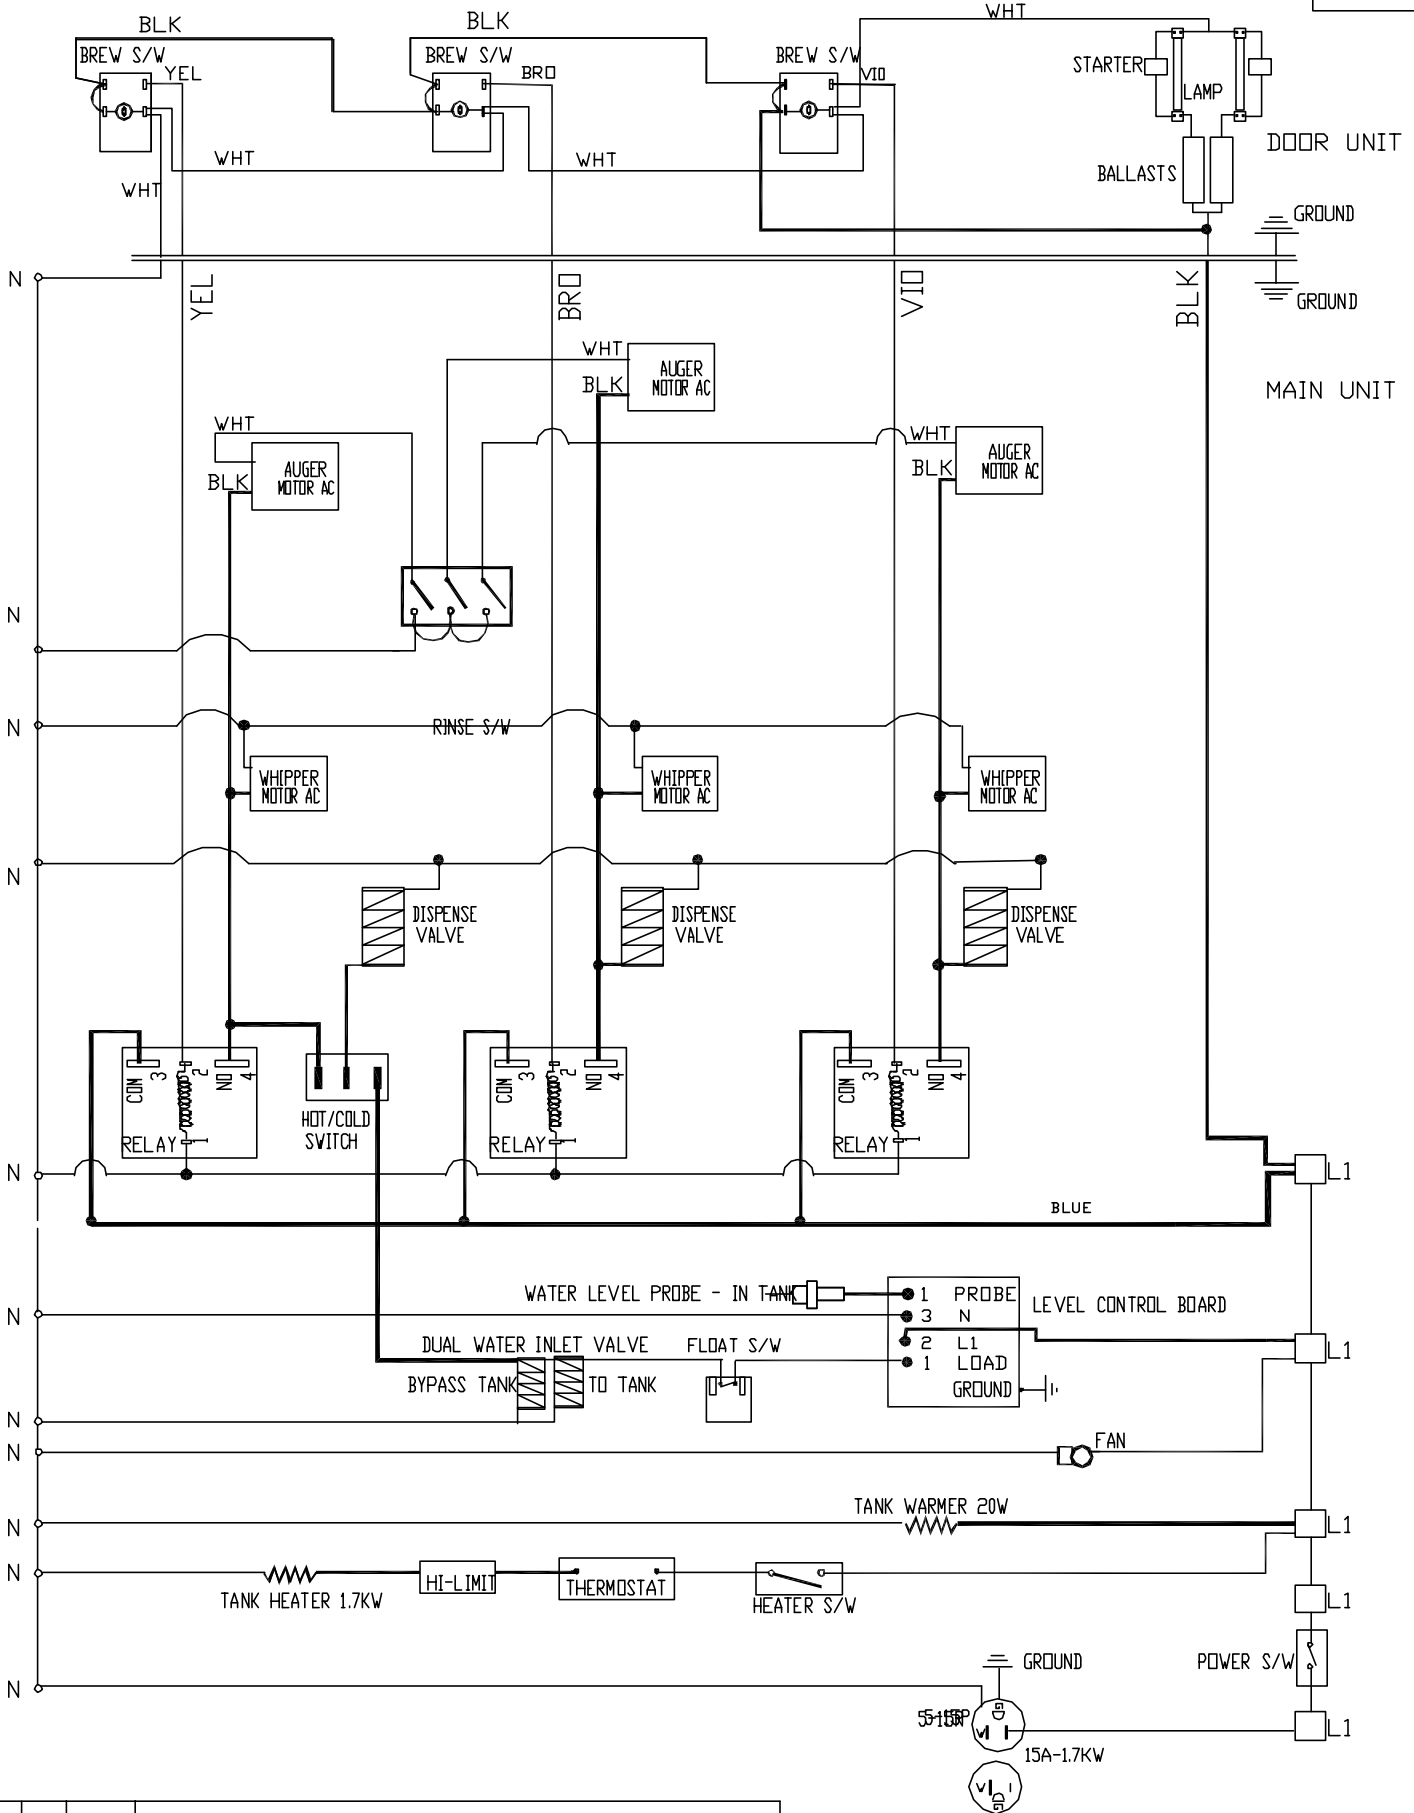 BLK
BLK
WHT
BREW S/W
BREW S/W
BREW S/W
YEL
BRO
VIO
STARTER
LAMP
DOOR UNIT
WHT
WHT
BALLASTS
WHT
GROUND
N
YEL
BRO
VIO
BLK
GROUND
WHT
AUGER
MOTOR AC
BLK
MAIN UNIT
WHT
WHT
AUGER
MOTOR AC
BLK
AUGER
MOTOR AC
BLK
N
N
RINSE S/W
WHIPPER
MOTOR AC
WHIPPER
MOTOR AC
WHIPPER
MOTOR AC
N
DISPENSE
VALVE
DISPENSE
VALVE
DISPENSE
VALVE
COM 3
2
NO 4
COM 3
2
NO 4
COM 3
2
NO 4
HOT/COLD
SWITCH
RELAY 1
RELAY 1
RELAY 1
N
L1
BLUE
WATER LEVEL PROBE - IN TANK
1 PROBE
LEVEL CONTROL BOARD
N
3 N
DUAL WATER INLET VALVE
FLOAT S/W
2 L1
L1
1 LOAD
BYPASS TANK
TO TANK
GROUND
N
N
FAN
TANK WARMER 20W
N
L1
N
HI-LIMIT
THERMOSTAT
TANK HEATER 1.7KW
HEATER S/W
L1
GROUND
POWER S/W
N
G
W
L1
15A-1.7KW
W
G